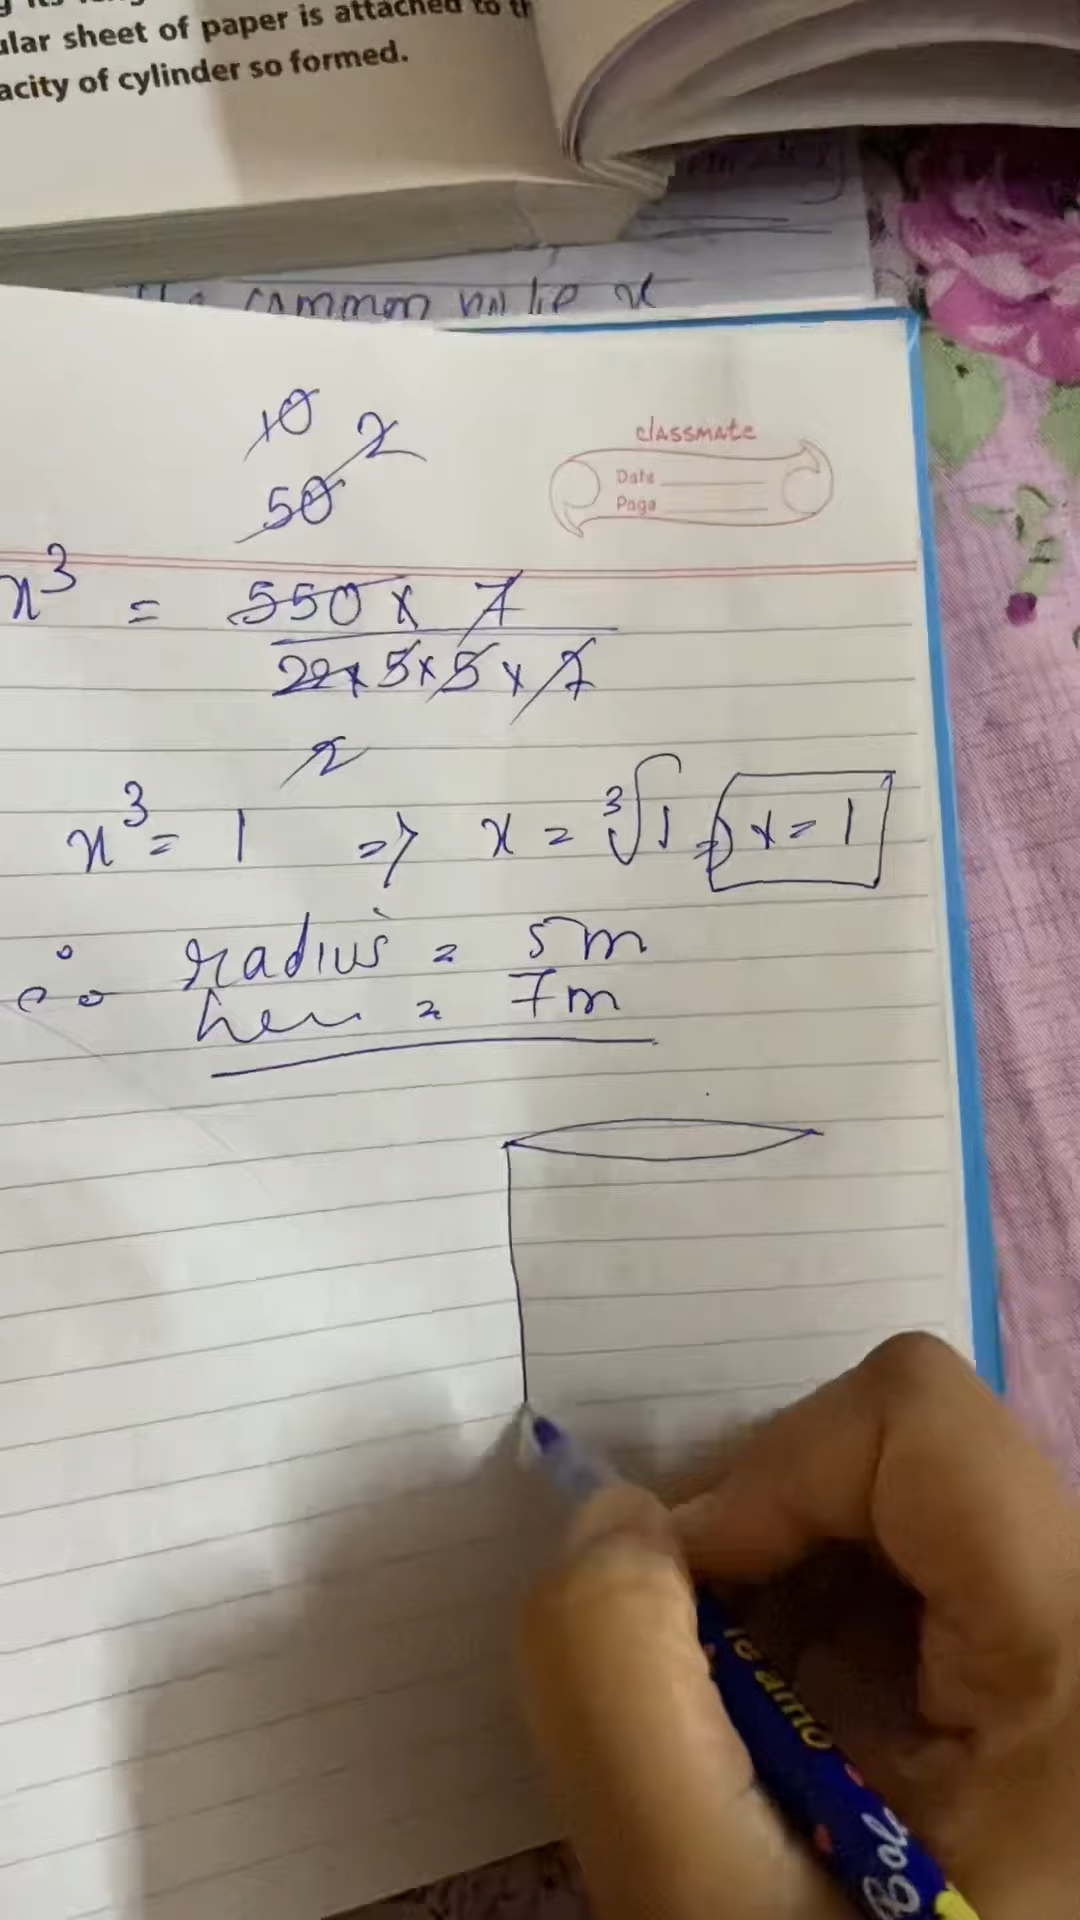 ular sheet of paper is attached to th
acity of cylinder so formed.
common
10 2
50
classmate
Date
Page
x³ = 550 x 7
22 x 5 x 5 x 7
2
x³ = 1 => x = ³√1 => x = 1
∴ radius = 5m
= 7m